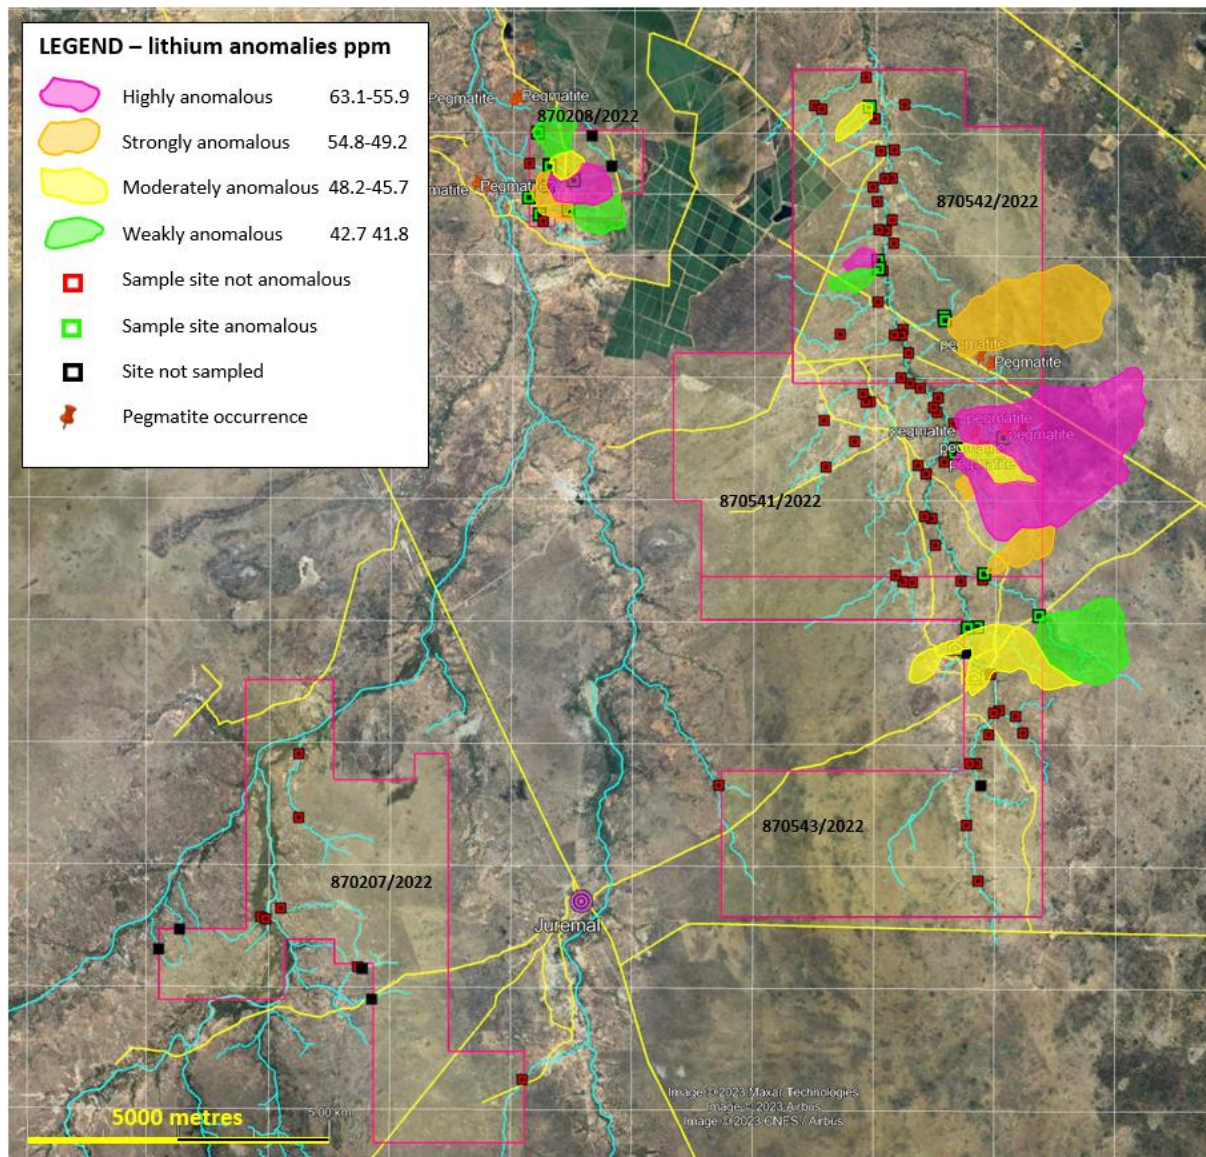 LEGEND – lithium anomalies ppm
Highly anomalous 63.1-55.9
Strongly anomalous 54.8-49.2
Moderately anomalous 48.2-45.7
Weakly anomalous 42.7 41.8
Sample site not anomalous
Sample site anomalous
Site not sampled
Pegmatite occurrence
Pegmatite Pegmatite
870208/2022
matite Pegmatite
870542/2022
pegmatite
Pegmatite
pegmatite
pegmatite pegmatite
pegmatite
870541/2022
870543/2022
870207/2022
Juremal
5000 metres 5.00 km
Image © 2023 Maxar Technologies
Image © 2023 Airbus
Image © 2023 CNES / Airbus